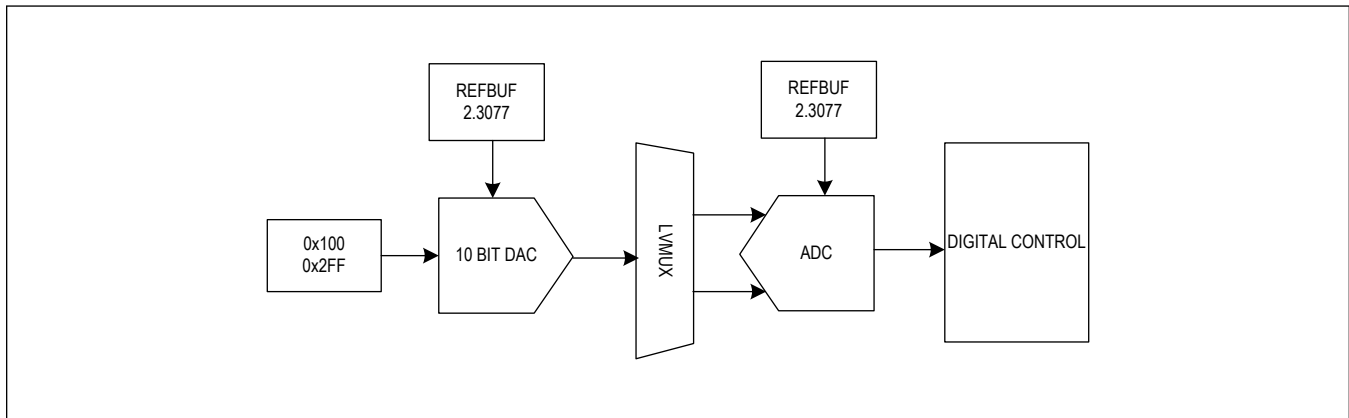 REFBUF
2.3077
REFBUF
2.3077
0x100
0x2FF
10 BIT DAC
LVMUX
ADC
DIGITAL CONTROL